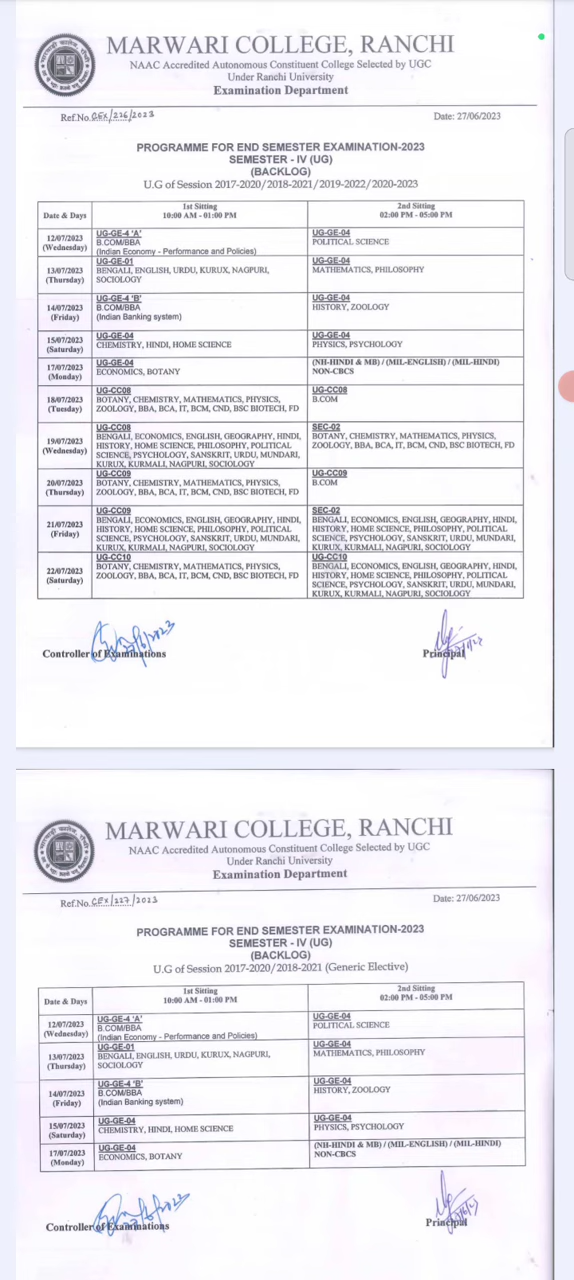 MARWARI COLLEGE, RANCHI
NAAC Accredited Autonomous Constituent College Selected by UGC
Under Ranchi University
Examination Department
Ref.No. CEX/226/2023 Date: 27/06/2023
PROGRAMME FOR END SEMESTER EXAMINATION-2023
SEMESTER - IV (UG)
(BACKLOG)
U.G of Session 2017-2020/2018-2021/2019-2022/2020-2023
Date & Days
1st Sitting
10:00 AM - 01:00 PM
2nd Sitting
02:00 PM - 05:00 PM
12/07/2023
(Wednesday)
UG-GE-4 'A'
B.COM/BBA
(Indian Economy - Performance and Policies)
UG-GE-04
POLITICAL SCIENCE
13/07/2023
(Thursday)
UG-GE-01
BENGALI, ENGLISH, URDU, KURUX, NAGPURI,
SOCIOLOGY
UG-GE-04
MATHEMATICS, PHILOSOPHY
14/07/2023
(Friday)
UG-GE-4 'B'
B.COM/BBA
(Indian Banking system)
UG-GE-04
HISTORY, ZOOLOGY
15/07/2023
(Saturday)
UG-GE-04
CHEMISTRY, HINDI, HOME SCIENCE
UG-GE-04
PHYSICS, PSYCHOLOGY
17/07/2023
(Monday)
UG-GE-04
ECONOMICS, BOTANY
(NH-HINDI & MB) / (MIL-ENGLISH) / (MIL-HINDI)
NON-CBCS
18/07/2023
(Tuesday)
UG-CC08
BOTANY, CHEMISTRY, MATHEMATICS, PHYSICS,
ZOOLOGY, BBA, BCA, IT, BCM, CND, BSC BIOTECH, FD
UG-CC08
B.COM
19/07/2023
(Wednesday)
UG-CC08
BENGALI, ECONOMICS, ENGLISH, GEOGRAPHY, HINDI,
HISTORY, HOME SCIENCE, PHILOSOPHY, POLITICAL
SCIENCE, PSYCHOLOGY, SANSKRIT, URDU, MUNDARI,
KURUX, KURMALI, NAGPURI, SOCIOLOGY
SEC-02
BOTANY, CHEMISTRY, MATHEMATICS, PHYSICS,
ZOOLOGY, BBA, BCA, IT, BCM, CND, BSC BIOTECH, FD
20/07/2023
(Thursday)
UG-CC09
BOTANY, CHEMISTRY, MATHEMATICS, PHYSICS,
ZOOLOGY, BBA, BCA, IT, BCM, CND, BSC BIOTECH, FD
UG-CC09
B.COM
21/07/2023
(Friday)
UG-CC09
BENGALI, ECONOMICS, ENGLISH, GEOGRAPHY, HINDI,
HISTORY, HOME SCIENCE, PHILOSOPHY, POLITICAL
SCIENCE, PSYCHOLOGY, SANSKRIT, URDU, MUNDARI,
KURUX, KURMALI, NAGPURI, SOCIOLOGY
SEC-02
BENGALI, ECONOMICS, ENGLISH, GEOGRAPHY, HINDI,
HISTORY, HOME SCIENCE, PHILOSOPHY, POLITICAL
SCIENCE, PSYCHOLOGY, SANSKRIT, URDU, MUNDARI,
KURUX, KURMALI, NAGPURI, SOCIOLOGY
22/07/2023
(Saturday)
UG-CC10
BOTANY, CHEMISTRY, MATHEMATICS, PHYSICS,
ZOOLOGY, BBA, BCA, IT, BCM, CND, BSC BIOTECH, FD
UG-CC10
BENGALI, ECONOMICS, ENGLISH, GEOGRAPHY, HINDI,
HISTORY, HOME SCIENCE, PHILOSOPHY, POLITICAL
SCIENCE, PSYCHOLOGY, SANSKRIT, URDU, MUNDARI,
KURUX, KURMALI, NAGPURI, SOCIOLOGY
Controller of Examinations Principal
MARWARI COLLEGE, RANCHI
NAAC Accredited Autonomous Constituent College Selected by UGC
Under Ranchi University
Examination Department
Ref.No. CEX/227/2023 Date: 27/06/2023
PROGRAMME FOR END SEMESTER EXAMINATION-2023
SEMESTER - IV (UG)
(BACKLOG)
U.G of Session 2017-2020/2018-2021 (Generic Elective)
Date & Days
1st Sitting
10:00 AM - 01:00 PM
2nd Sitting
02:00 PM - 05:00 PM
12/07/2023
(Wednesday)
UG-GE-4 'A'
B.COM/BBA
(Indian Economy - Performance and Policies)
UG-GE-04
POLITICAL SCIENCE
13/07/2023
(Thursday)
UG-GE-01
BENGALI, ENGLISH, URDU, KURUX, NAGPURI,
SOCIOLOGY
UG-GE-04
MATHEMATICS, PHILOSOPHY
14/07/2023
(Friday)
UG-GE-4 'B'
B.COM/BBA
(Indian Banking system)
UG-GE-04
HISTORY, ZOOLOGY
15/07/2023
(Saturday)
UG-GE-04
CHEMISTRY, HINDI, HOME SCIENCE
UG-GE-04
PHYSICS, PSYCHOLOGY
17/07/2023
(Monday)
UG-GE-04
ECONOMICS, BOTANY
(NH-HINDI & MB) / (MIL-ENGLISH) / (MIL-HINDI)
NON-CBCS
Controller of Examinations Principal